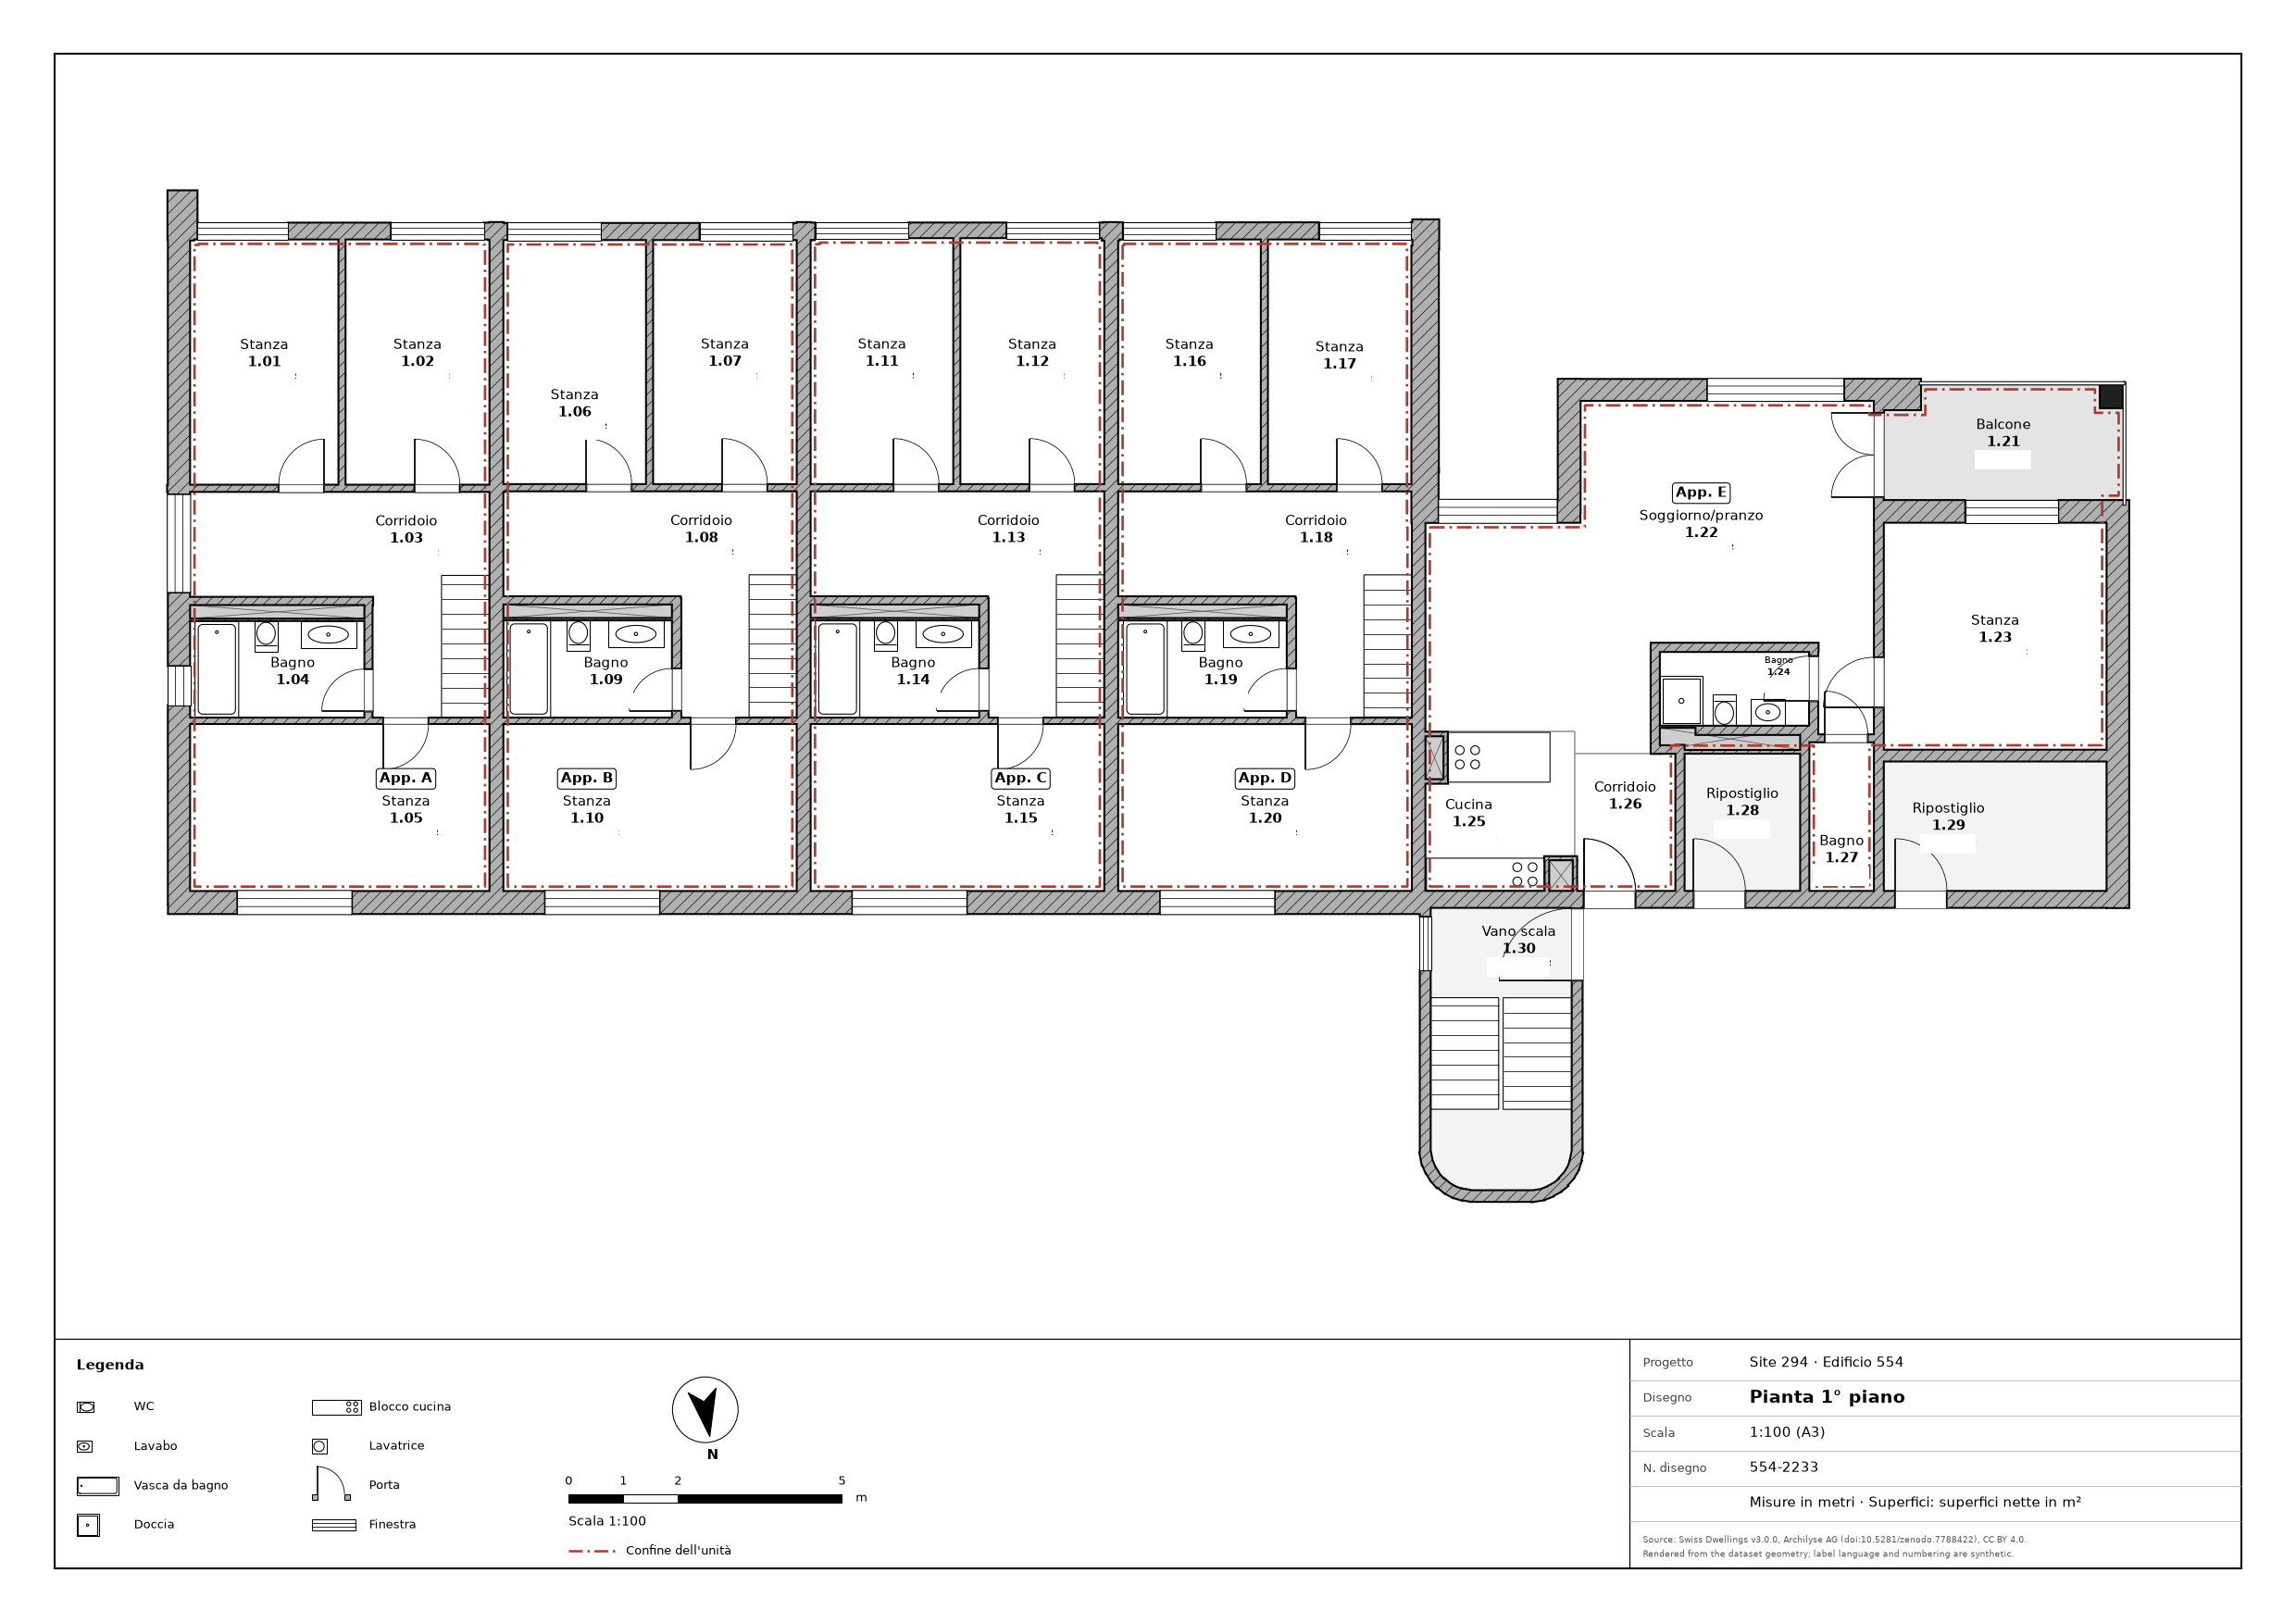 Stanza
1.01
Stanza
1.02
Stanza
1.06
Stanza
1.07
Stanza
1.11
Stanza
1.12
Stanza
1.16
Stanza
1.17
Balcone
1.21
App. E
Soggiorno/pranzo
1.22
Corridoio
1.03
Corridoio
1.08
Corridoio
1.13
Corridoio
1.18
Stanza
1.23
Bagno
1.04
Bagno
1.09
Bagno
1.14
Bagno
1.19
Bagno
1.24
App. A
Stanza
1.05
App. B
Stanza
1.10
App. C
Stanza
1.15
App. D
Stanza
1.20
Cucina
1.25
Corridoio
1.26
Ripostiglio
1.28
Bagno
1.27
Ripostiglio
1.29
Vano scala
1.30
Legenda
WC
Lavabo
Vasca da bagno
Doccia
Blocco cucina
Lavatrice
Porta
Finestra
N
0 1 2 5
m
Scala 1:100
Confine dell'unità
Progetto Site 294 · Edificio 554
Disegno Pianta 1° piano
Scala 1:100 (A3)
N. disegno 554-2233
Misure in metri · Superfici: superfici nette in m²
Source: Swiss Dwellings v3.0.0, Archilyse AG (doi:10.5281/zenodo.7788422), CC BY 4.0.
Rendered from the dataset geometry; label language and numbering are synthetic.